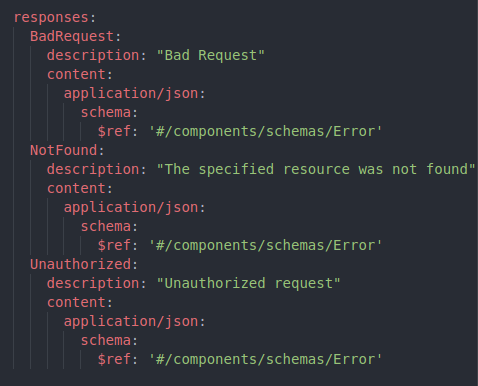 responses:
  BadRequest:
    description: "Bad Request"
    content:
      application/json:
        schema:
          $ref: '#/components/schemas/Error'
  NotFound:
    description: "The specified resource was not found"
    content:
      application/json:
        schema:
          $ref: '#/components/schemas/Error'
  Unauthorized:
    description: "Unauthorized request"
    content:
      application/json:
        schema:
          $ref: '#/components/schemas/Error'